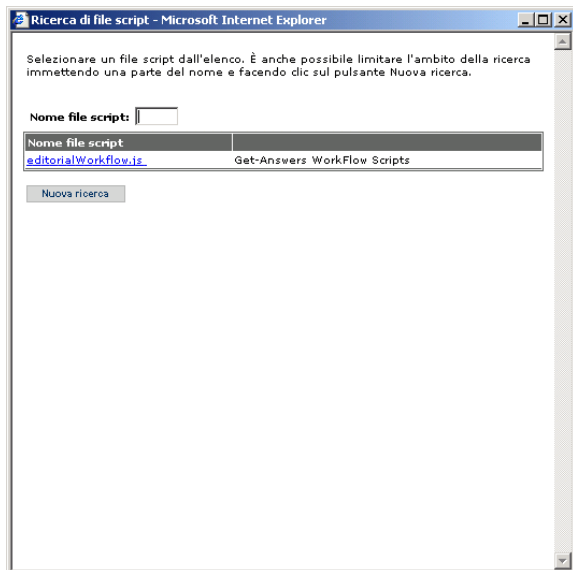 Ricerca di file script - Microsoft Internet Explorer
Selezionare un file script dall'elenco. È anche possibile limitare l'ambito della ricerca
immettendo una parte del nome e facendo clic sul pulsante Nuova ricerca.
Nome file script:
Nome file script
editorialWorkflow.js Get-Answers WorkFlow Scripts
Nuova ricerca